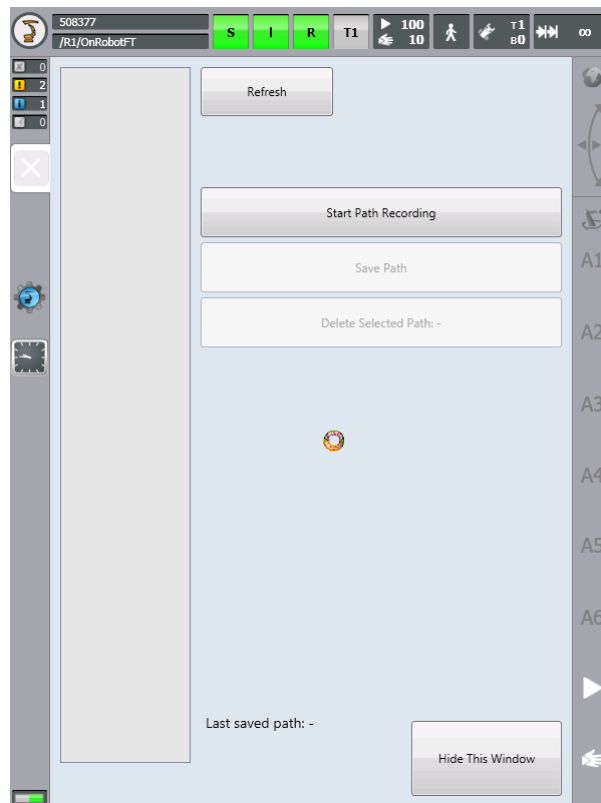 508377
/R1/OnRobotFT
S I R T1
100
10
T1
B0
∞
0
2
1
0
Refresh
Start Path Recording
Save Path
Delete Selected Path: -
A1
A2
A3
A4
A5
A6
Last saved path: -
Hide This Window